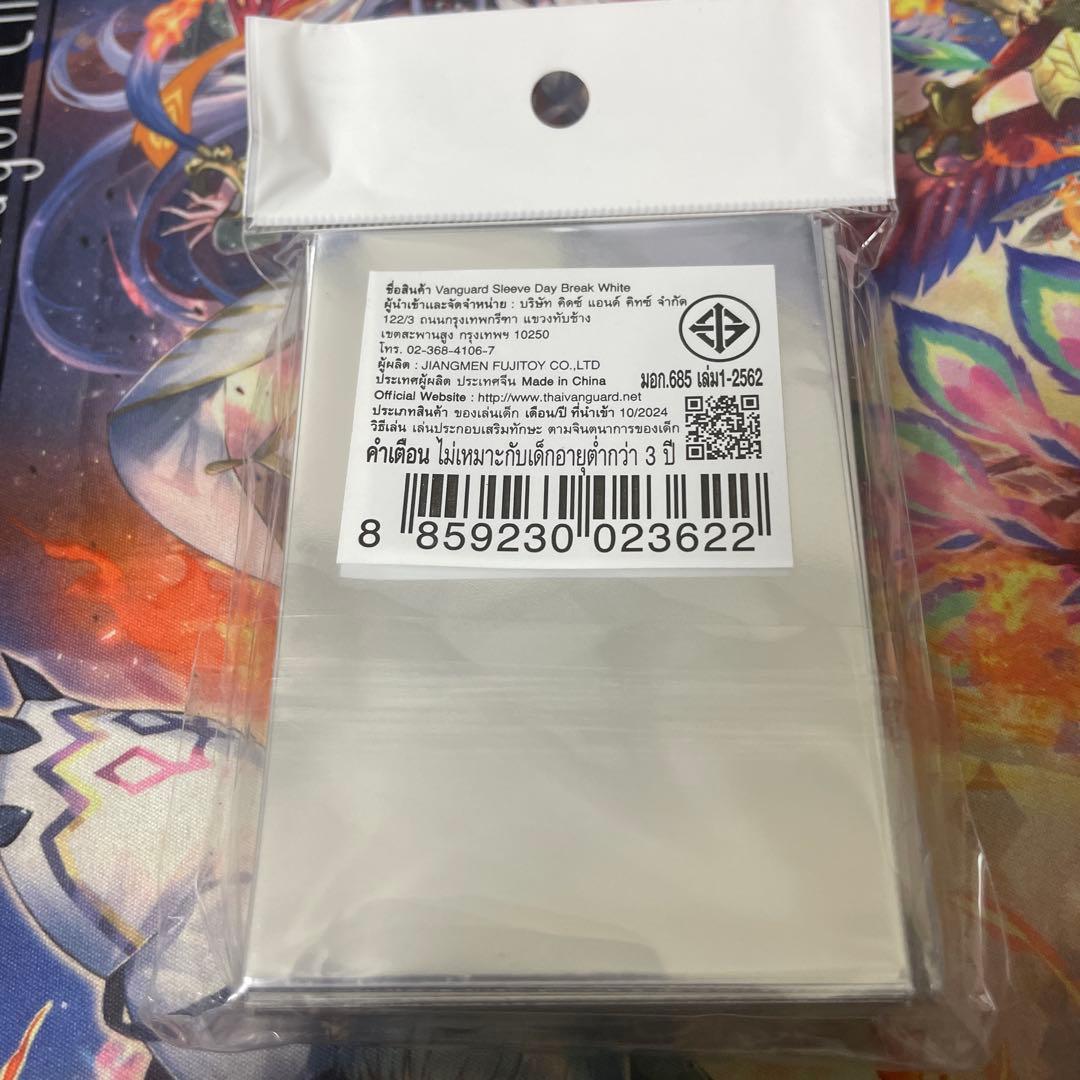 ชื่อสินค้า Vanguard Sleeve Day Break White
ผู้นำเข้าและจัดจำหน่าย : บริษัท คิดซ์ แอนด์ คิทซ์ จำกัด
122/3 ถนนกรุงเทพกรีฑา แขวงทับช้าง
เขตสะพานสูง กรุงเทพฯ 10250
โทร. 02-368-4106-7
ผู้ผลิต : JIANGMEN FUJITOY CO.,LTD
ประเทศผู้ผลิต ประเทศจีน Made in China
มอก.685 เล่ม1-2562
Official Website : http://www.thaivanguard.net
ประเภทสินค้า ของเล่นเด็ก เดือน/ปี ที่นำเข้า 10/2024
วิธีเล่น เล่นประกอบเสริมทักษะ ตามจินตนาการของเด็ก
คำเตือน ไม่เหมาะกับเด็กอายุต่ำกว่า 3 ปี
8 859230 023622